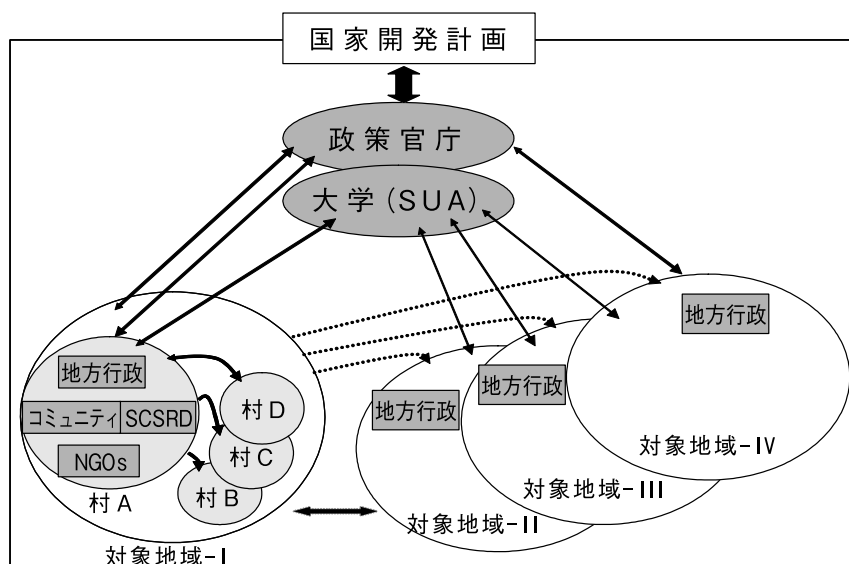 国家開発計画
政策官庁
大学(SUA)
地方行政
コミュニティ SCSRD
NGOs
村A
村D
村C
村B
対象地域-I
地方行政
対象地域-II
地方行政
対象地域-III
地方行政
対象地域-IV